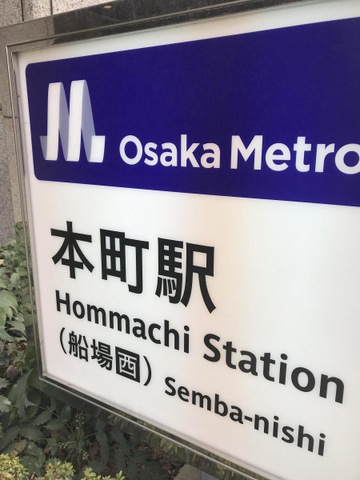 Osaka Metro
本町駅
Hommachi Station
（船場西）Semba-nishi